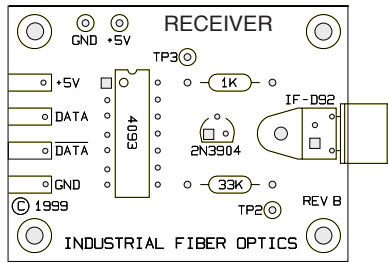 RECEIVER
GND +5V
TP3
+5V
1K
IF-D92
DATA
4093
DATA
2N3904
GND
33K
© 1999
TP2
REV B
INDUSTRIAL FIBER OPTICS